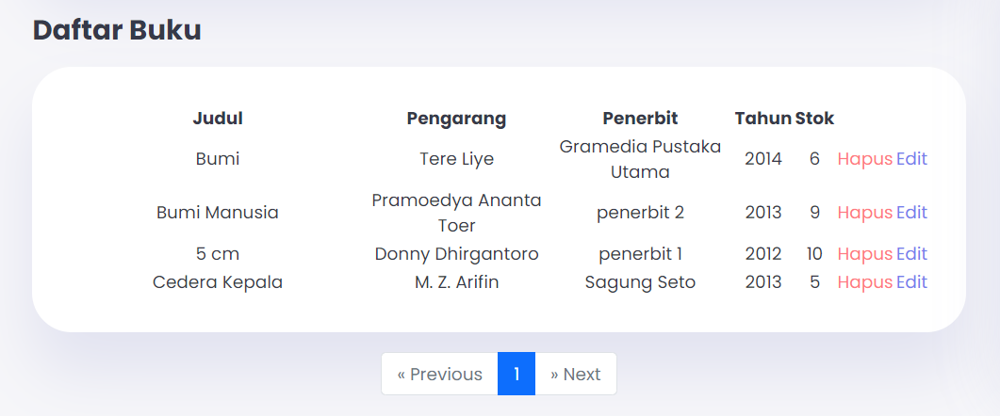 Daftar Buku
Judul Pengarang Penerbit Tahun Stok
Bumi Tere Liye Gramedia Pustaka Utama 2014 6 Hapus Edit
Bumi Manusia Pramoedya Ananta Toer penerbit 2 2013 9 Hapus Edit
5 cm Donny Dhirgantoro penerbit 1 2012 10 Hapus Edit
Cedera Kepala M. Z. Arifin Sagung Seto 2013 5 Hapus Edit
« Previous 1 » Next